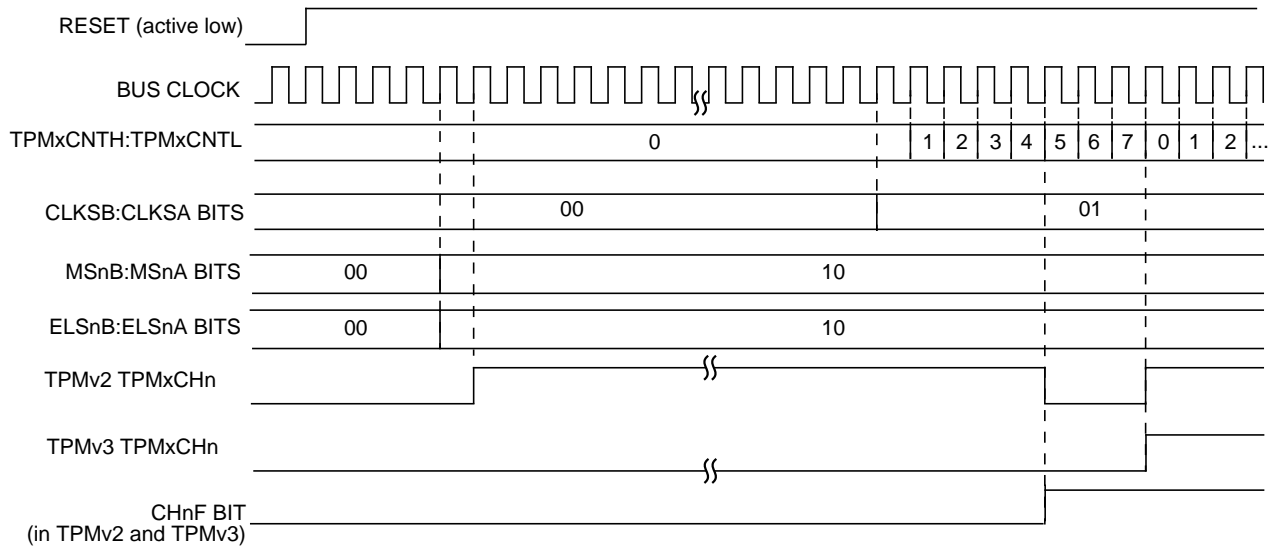 RESET (active low)
BUS CLOCK
TPMxCNTH:TPMxCNTL 0 1 2 3 4 5 6 7 0 1 2 ...
CLKSB:CLKSA BITS 00 01
MSnB:MSnA BITS 00 10
ELSnB:ELSnA BITS 00 10
TPMv2 TPMxCHn
TPMv3 TPMxCHn
CHnF BIT
(in TPMv2 and TPMv3)